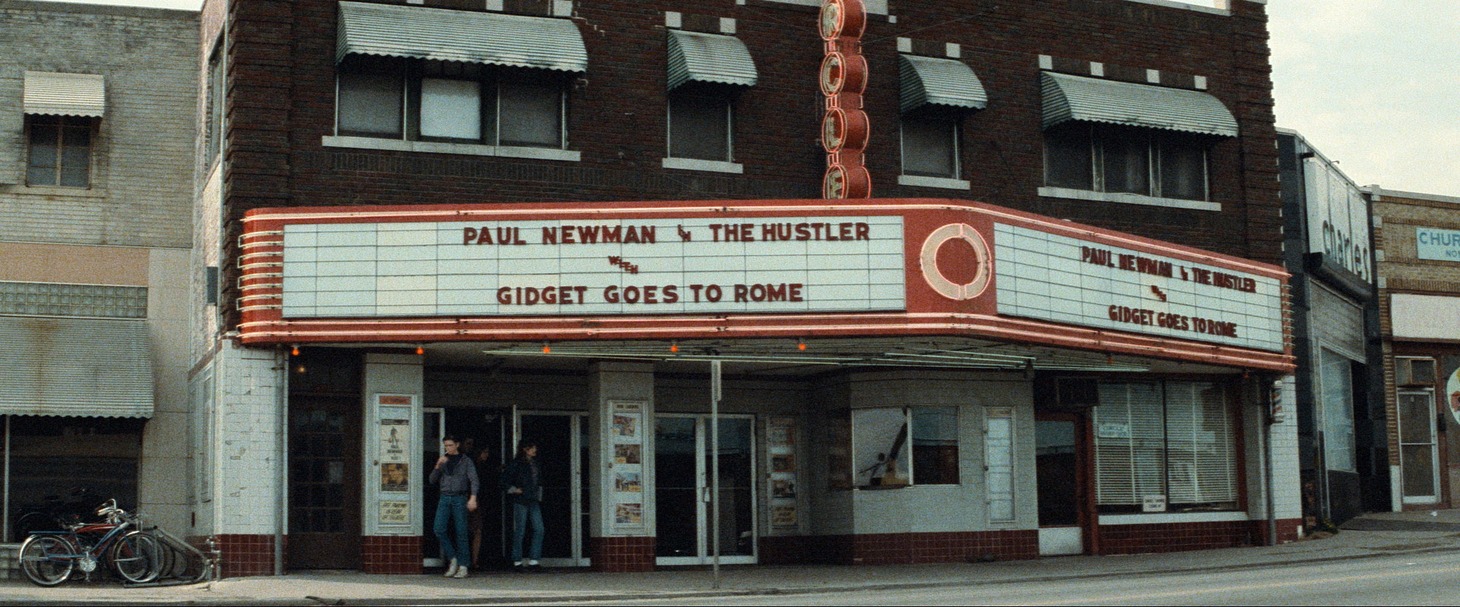 C
L
E
PAUL NEWMAN IN THE HUSTLER
WITH
GIDGET GOES TO ROME
PAUL NEWMAN IN THE HUSTLER
WITH
GIDGET GOES TO ROME
charles
CHUR